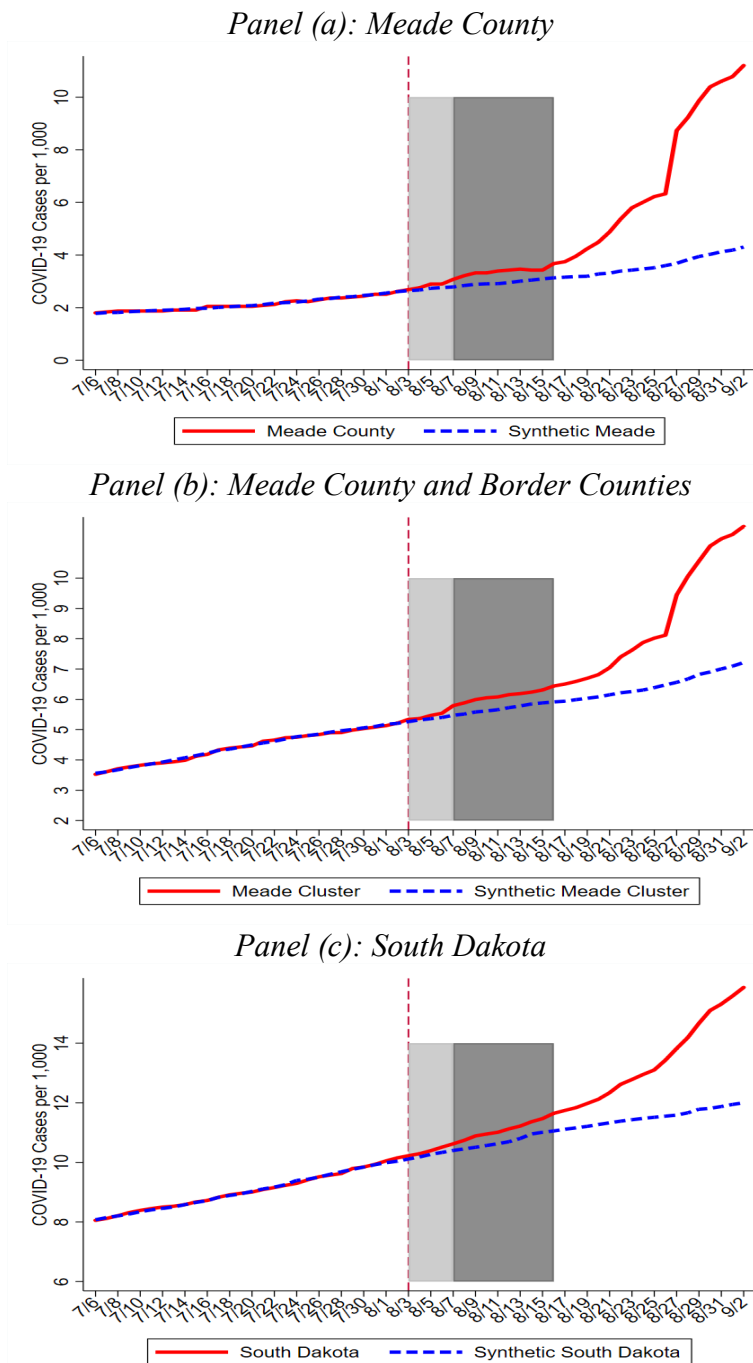 Panel (a): Meade County
COVID-19 Cases per 1,000
10
8
6
4
2
0
7/6 7/8 7/10 7/12 7/14 7/16 7/18 7/20 7/22 7/24 7/26 7/28 7/30 8/1 8/3 8/5 8/7 8/9 8/11 8/13 8/15 8/17 8/19 8/21 8/23 8/25 8/27 8/29 8/31 9/2
Meade County Synthetic Meade
Panel (b): Meade County and Border Counties
COVID-19 Cases per 1,000
10
9
8
7
6
5
4
3
2
7/6 7/8 7/10 7/12 7/14 7/16 7/18 7/20 7/22 7/24 7/26 7/28 7/30 8/1 8/3 8/5 8/7 8/9 8/11 8/13 8/15 8/17 8/19 8/21 8/23 8/25 8/27 8/29 8/31 9/2
Meade Cluster Synthetic Meade Cluster
Panel (c): South Dakota
COVID-19 Cases per 1,000
14
12
10
8
6
7/6 7/8 7/10 7/12 7/14 7/16 7/18 7/20 7/22 7/24 7/26 7/28 7/30 8/1 8/3 8/5 8/7 8/9 8/11 8/13 8/15 8/17 8/19 8/21 8/23 8/25 8/27 8/29 8/31 9/2
South Dakota Synthetic South Dakota